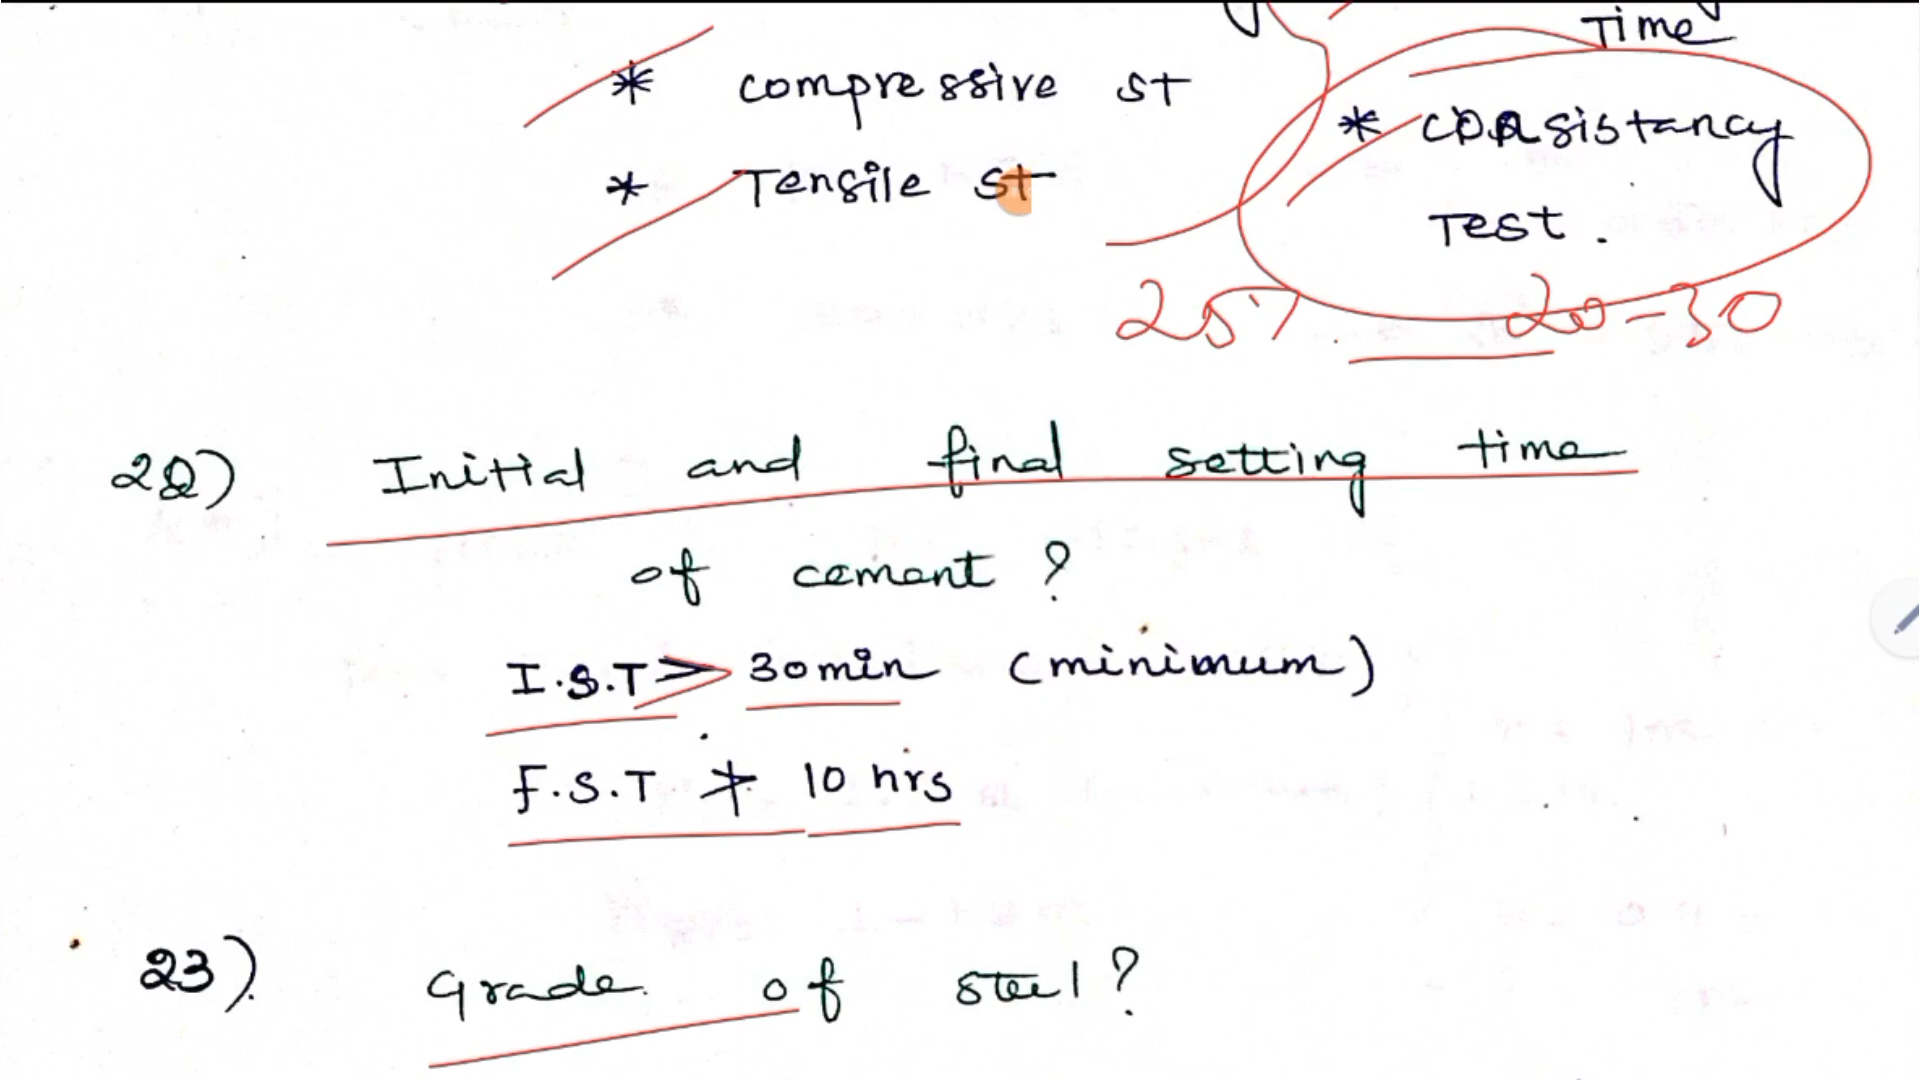 Time
* compressive st
* Tensile st
* consistancy
Test.
25% 20-30
22) Initial and final setting time
of cement?
I.S.T > 30min (minimum)
F.S.T ≯ 10 hrs
23). Grade of steel?